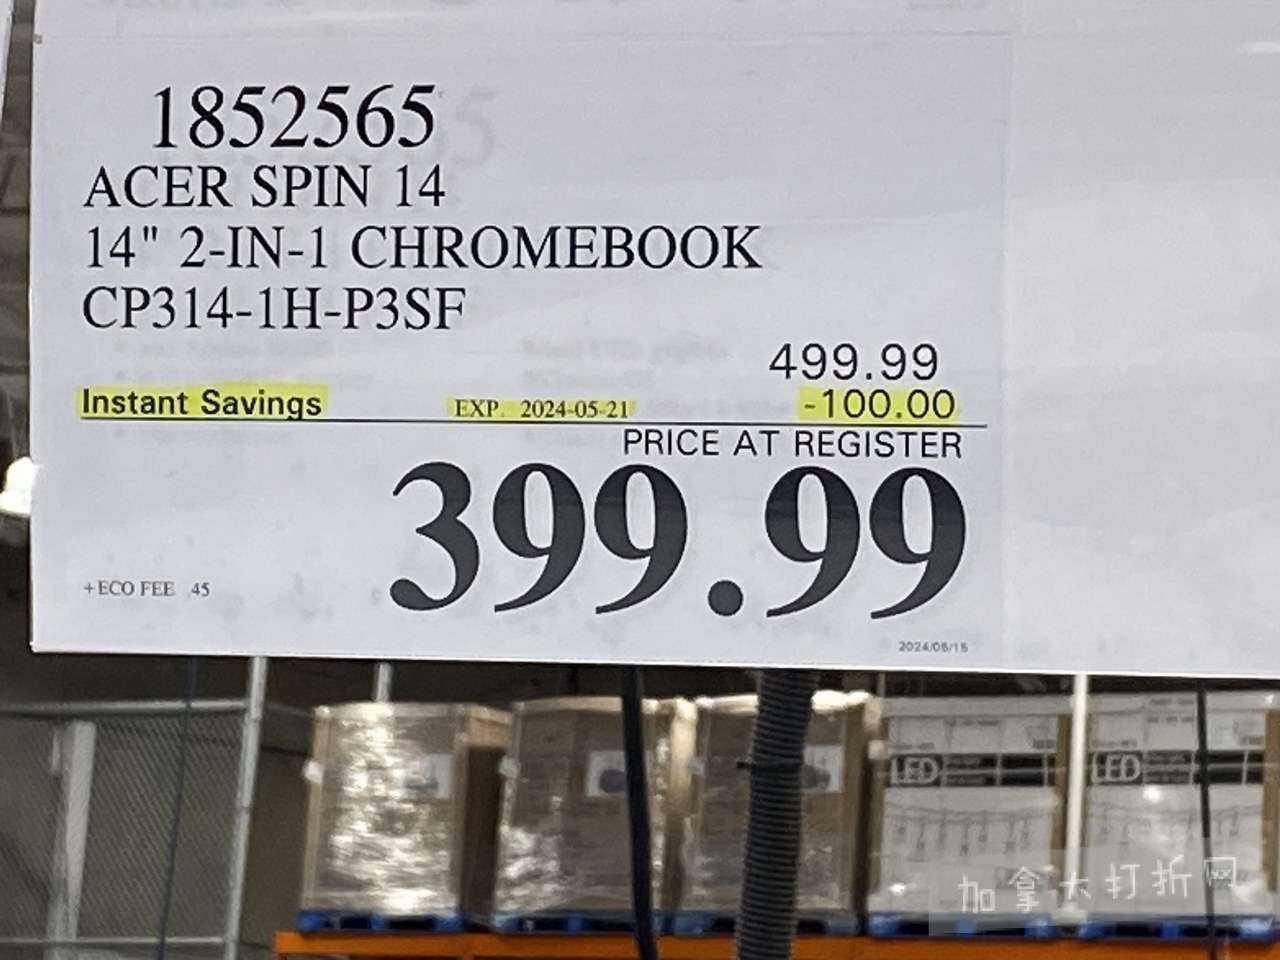 1852565
ACER SPIN 14
14" 2-IN-1 CHROMEBOOK
CP314-1H-P3SF
499.99
Instant Savings EXP. 2024-05-21 -100.00
PRICE AT REGISTER
399.99
+ECO FEE .45
2024/05/15
LED LED
加拿大打折网